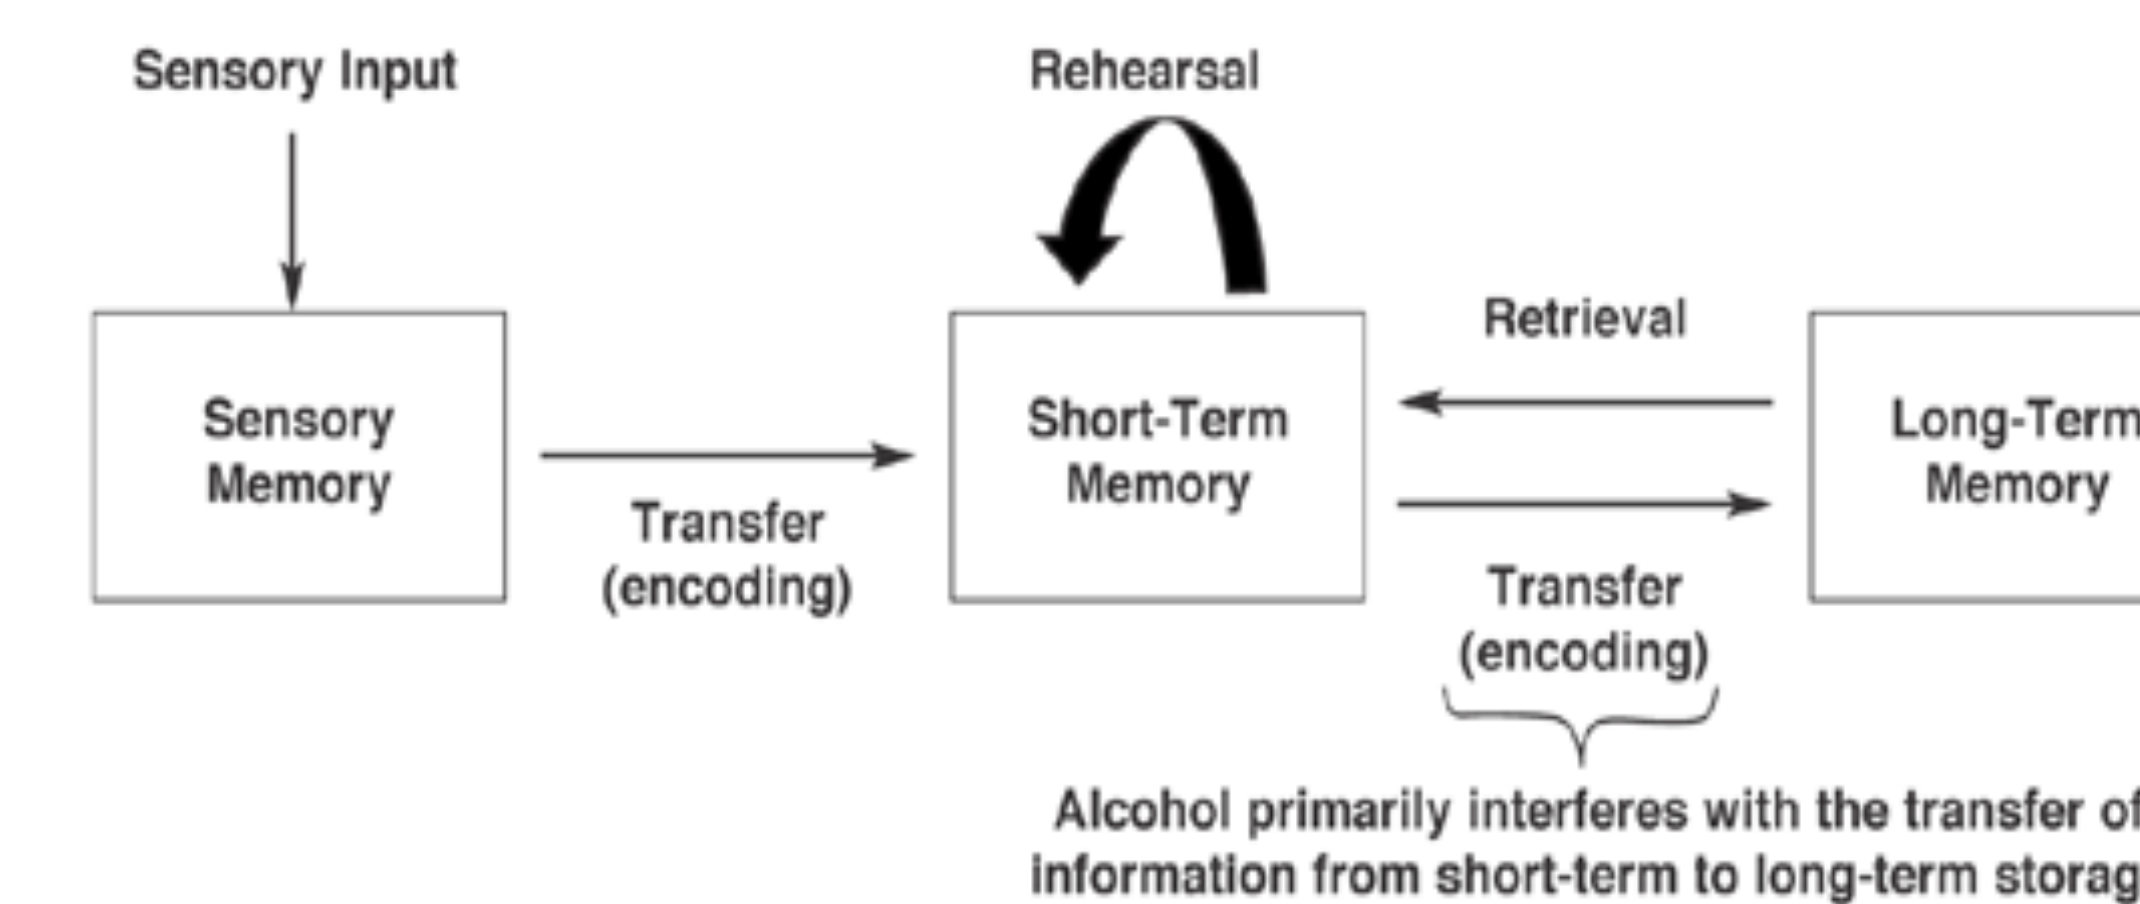 Sensory Input
Rehearsal
Retrieval
Sensory
Memory
Short-Term
Memory
Long-Term
Memory
Transfer
(encoding)
Transfer
(encoding)
Alcohol primarily interferes with the transfer of
information from short-term to long-term storag